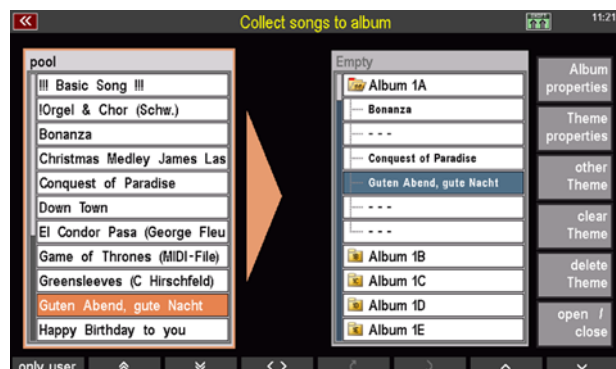 Collect songs to album
11:21
pool
!!! Basic Song !!!
!Orgel & Chor (Schw.)
Bonanza
Christmas Medley James Las
Conquest of Paradise
Down Town
El Condor Pasa (George Fleu
Game of Thrones (MIDI-File)
Greensleeves (C Hirschfeld)
Guten Abend, gute Nacht
Happy Birthday to you
Empty
Album 1A
Bonanza
- - -
Conquest of Paradise
Guten Abend, gute Nacht
- - -
- - -
Album 1B
Album 1C
Album 1D
Album 1E
Album
properties
Theme
properties
other
Theme
clear
Theme
delete
Theme
open /
close
only user